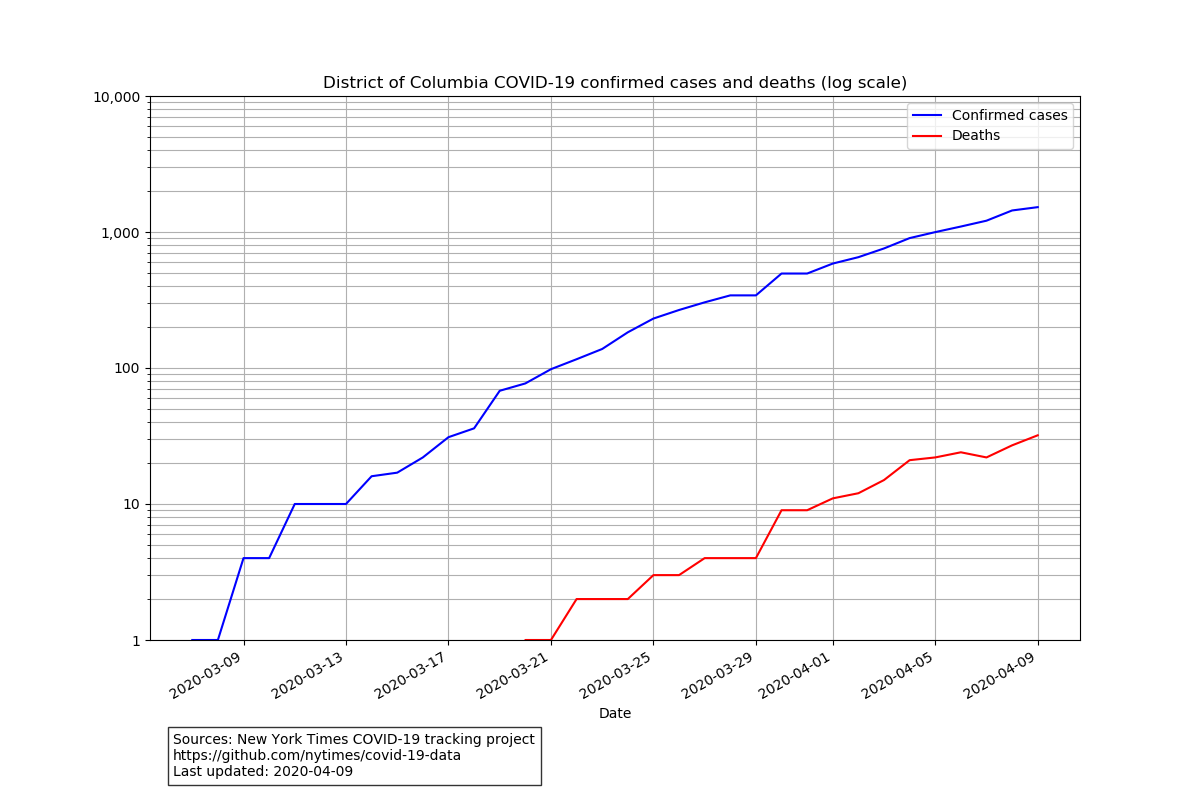 District of Columbia COVID-19 confirmed cases and deaths (log scale)
10,000
Confirmed cases
Deaths
1,000
100
10
1
2020-03-09
2020-03-13
2020-03-17
2020-03-21
2020-03-25
2020-03-29
2020-04-01
2020-04-05
2020-04-09
Date
Sources: New York Times COVID-19 tracking project
https://github.com/nytimes/covid-19-data
Last updated: 2020-04-09